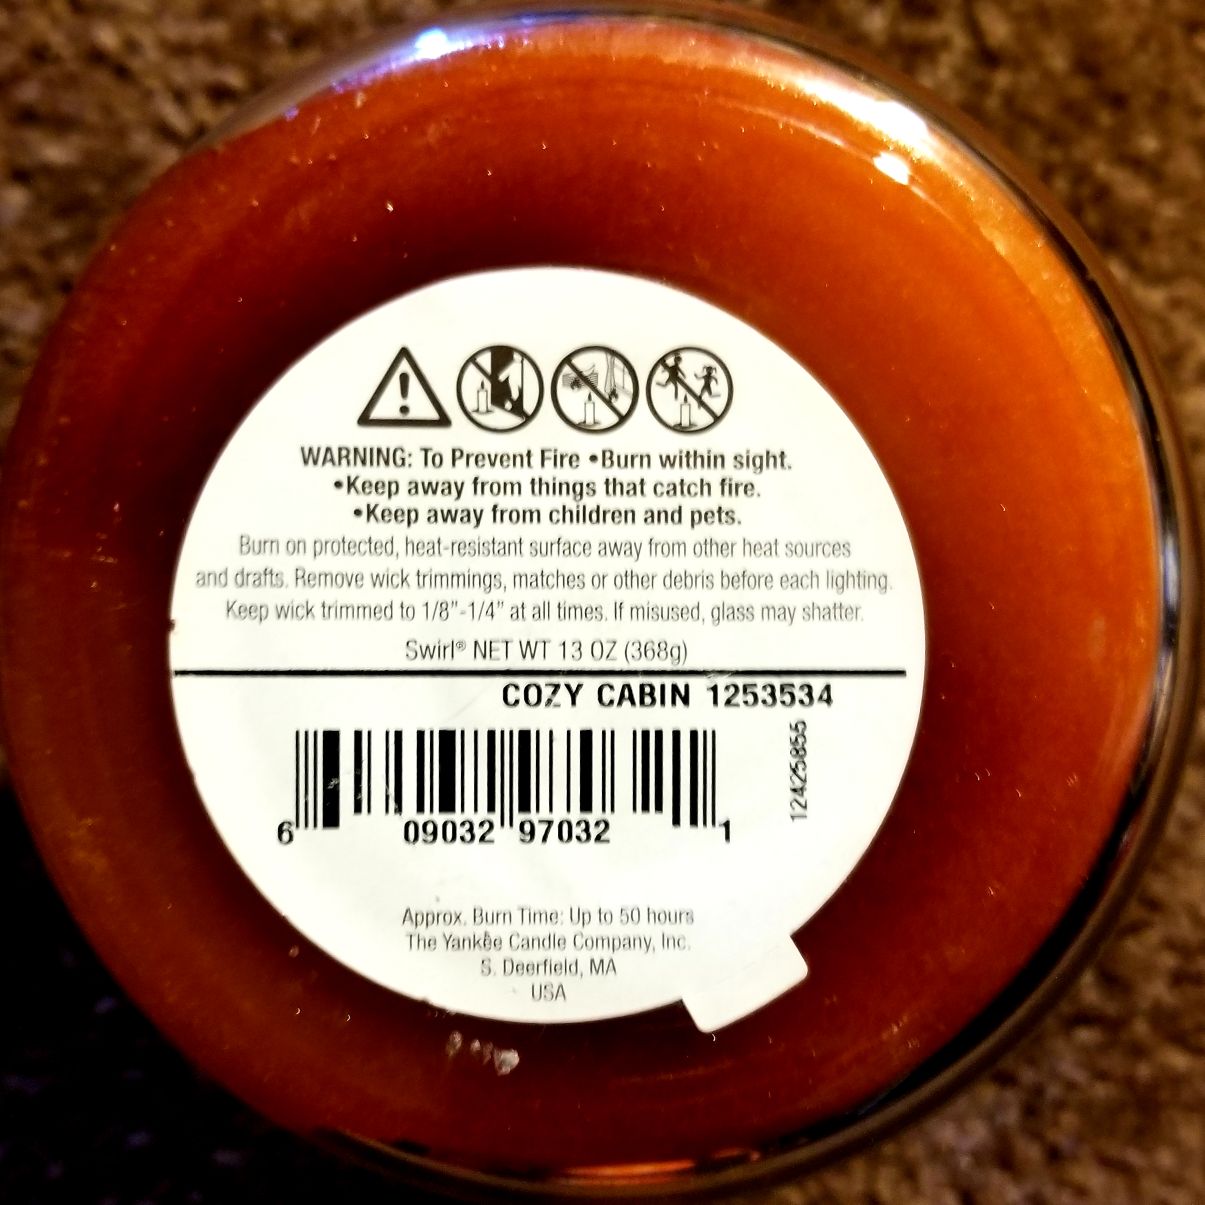 WARNING: To Prevent Fire •Burn within sight.
•Keep away from things that catch fire.
•Keep away from children and pets.
Burn on protected, heat-resistant surface away from other heat sources
and drafts. Remove wick trimmings, matches or other debris before each lighting.
Keep wick trimmed to 1/8"-1/4" at all times. If misused, glass may shatter.
Swirl® NET WT 13 OZ (368g)
COZY CABIN 1253534
12425855
6 09032 97032 1
Approx. Burn Time: Up to 50 hours
The Yankee Candle Company, Inc.
S. Deerfield, MA
USA